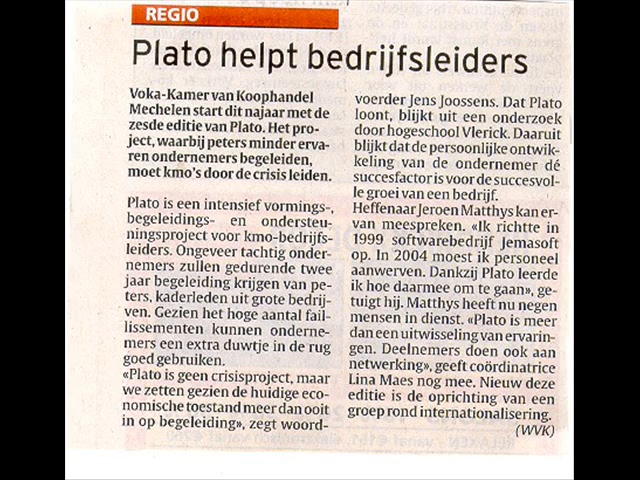 REGIO
Plato helpt bedrijfsleiders
Voka-Kamer van Koophandel
Mechelen start dit najaar met de
zesde editie van Plato. Het pro-
ject, waarbij peters minder erva-
ren ondernemers begeleiden,
moet kmo's door de crisis leiden.
Plato is een intensief vormings-,
begeleidings- en ondersteu-
ningsproject voor kmo-bedrijfs-
leiders. Ongeveer tachtig onder-
nemers zullen gedurende twee
jaar begeleiding krijgen van pe-
ters, kaderleden uit grote bedrij-
ven. Gezien het hoge aantal fail-
lissementen kunnen onderne-
mers een extra duwtje in de rug
goed gebruiken.
«Plato is geen crisisproject, maar
we zetten gezien de huidige eco-
nomische toestand meer dan ooit
in op begeleiding», zegt woord-
voerder Jens Joossens. Dat Plato
loont, blijkt uit een onderzoek
door hogeschool Vlerick. Daaruit
blijkt dat de persoonlijke ontwik-
keling van de ondernemer dé
succesfactor is voor de succesvol-
le groei van een bedrijf.
Heffenaar Jeroen Matthys kan er-
van meespreken. «Ik richtte in
1999 softwarebedrijf Jemasoft
op. In 2004 moest ik personeel
aanwerven. Dankzij Plato leerde
ik hoe daarmee om te gaan», ge-
tuigt hij. Matthys heeft nu negen
mensen in dienst. «Plato is meer
dan een uitwisseling van ervarin-
gen. Deelnemers doen ook aan
netwerking», geeft coördinatrice
Lina Maes nog mee. Nieuw deze
editie is de oprichting van een
groep rond internationalisering.
(WVK)